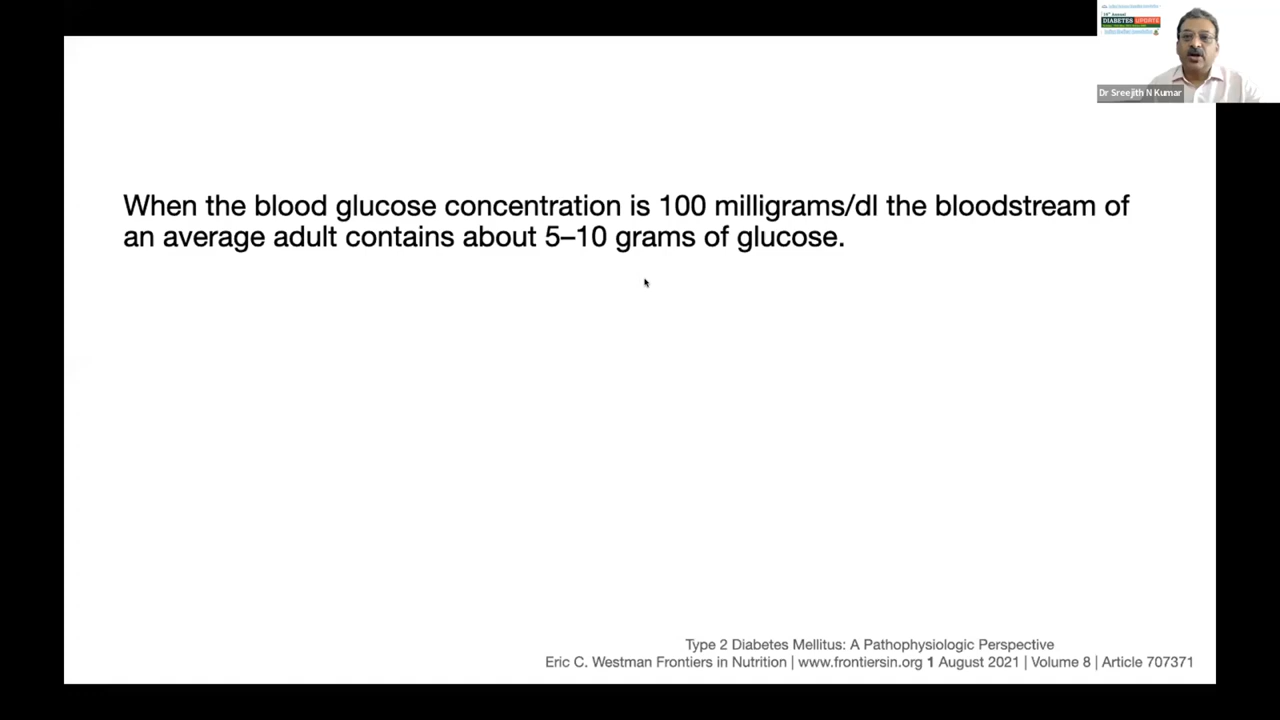 DIABETES UPDATE
Dr Sreejith N Kumar
When the blood glucose concentration is 100 milligrams/dl the bloodstream of
an average adult contains about 5–10 grams of glucose.
Type 2 Diabetes Mellitus: A Pathophysiologic Perspective
Eric C. Westman Frontiers in Nutrition | www.frontiersin.org 1 August 2021 | Volume 8 | Article 707371